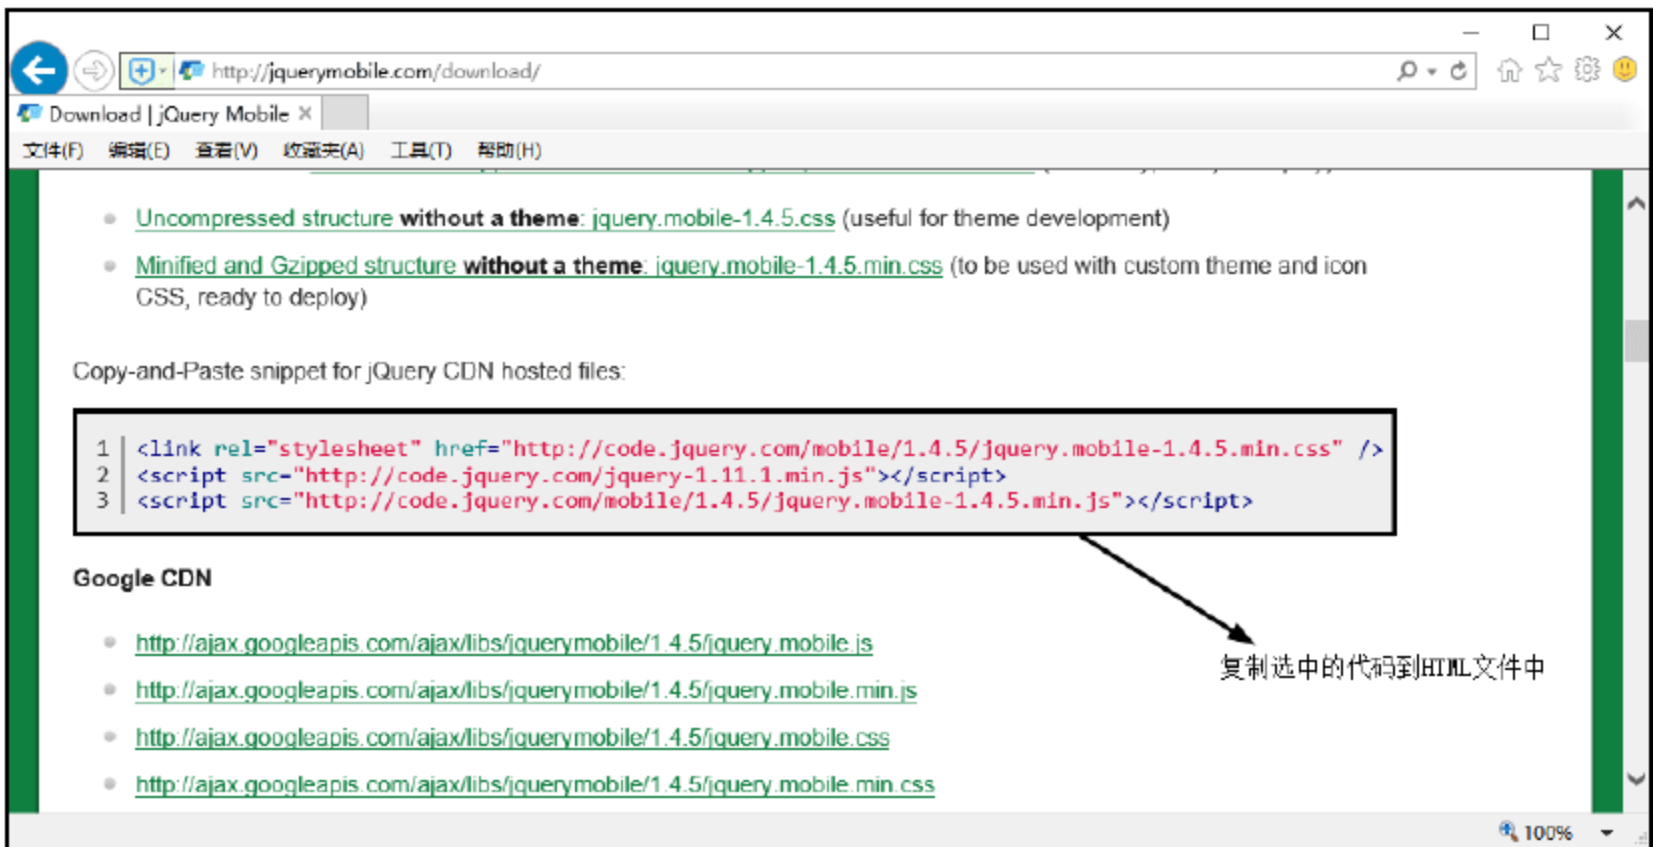 http://jquerymobile.com/download/
Download | jQuery Mobile
文件(F) 编辑(E) 查看(V) 收藏夹(A) 工具(T) 帮助(H)
Uncompressed structure without a theme: jquery.mobile-1.4.5.css (useful for theme development)
Minified and Gzipped structure without a theme: jquery.mobile-1.4.5.min.css (to be used with custom theme and icon
CSS, ready to deploy)
Copy-and-Paste snippet for jQuery CDN hosted files:
1 <link rel="stylesheet" href="http://code.jquery.com/mobile/1.4.5/jquery.mobile-1.4.5.min.css" />
2 <script src="http://code.jquery.com/jquery-1.11.1.min.js"></script>
3 <script src="http://code.jquery.com/mobile/1.4.5/jquery.mobile-1.4.5.min.js"></script>
Google CDN
http://ajax.googleapis.com/ajax/libs/jquerymobile/1.4.5/jquery.mobile.js
复制选中的代码到HTML文件中
http://ajax.googleapis.com/ajax/libs/jquerymobile/1.4.5/jquery.mobile.min.js
http://ajax.googleapis.com/ajax/libs/jquerymobile/1.4.5/jquery.mobile.css
http://ajax.googleapis.com/ajax/libs/jquerymobile/1.4.5/jquery.mobile.min.css
100%